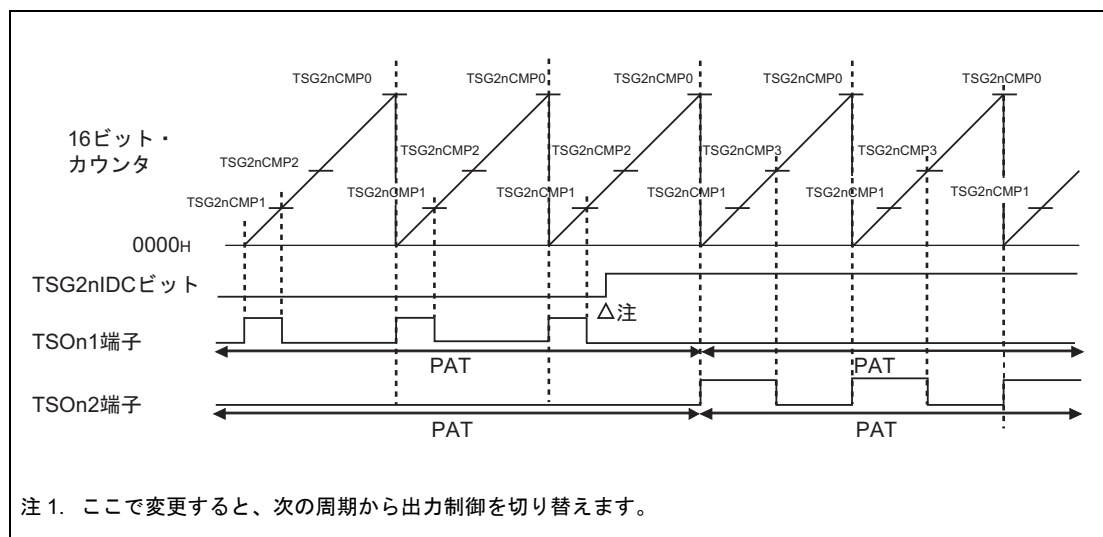 TSG2nCMP0 TSG2nCMP0 TSG2nCMP0 TSG2nCMP0 TSG2nCMP0
16ビット・
カウンタ
TSG2nCMP2 TSG2nCMP2 TSG2nCMP2 TSG2nCMP3 TSG2nCMP3
TSG2nCMP1 TSG2nCMP1 TSG2nCMP1 TSG2nCMP1 TSG2nCMP1 TSG2nCMP1
0000H
TSG2nIDCビット
△注
TSOn1端子
PAT PAT
TSOn2端子
PAT PAT
注 1. ここで変更すると、次の周期から出力制御を切り替えます。